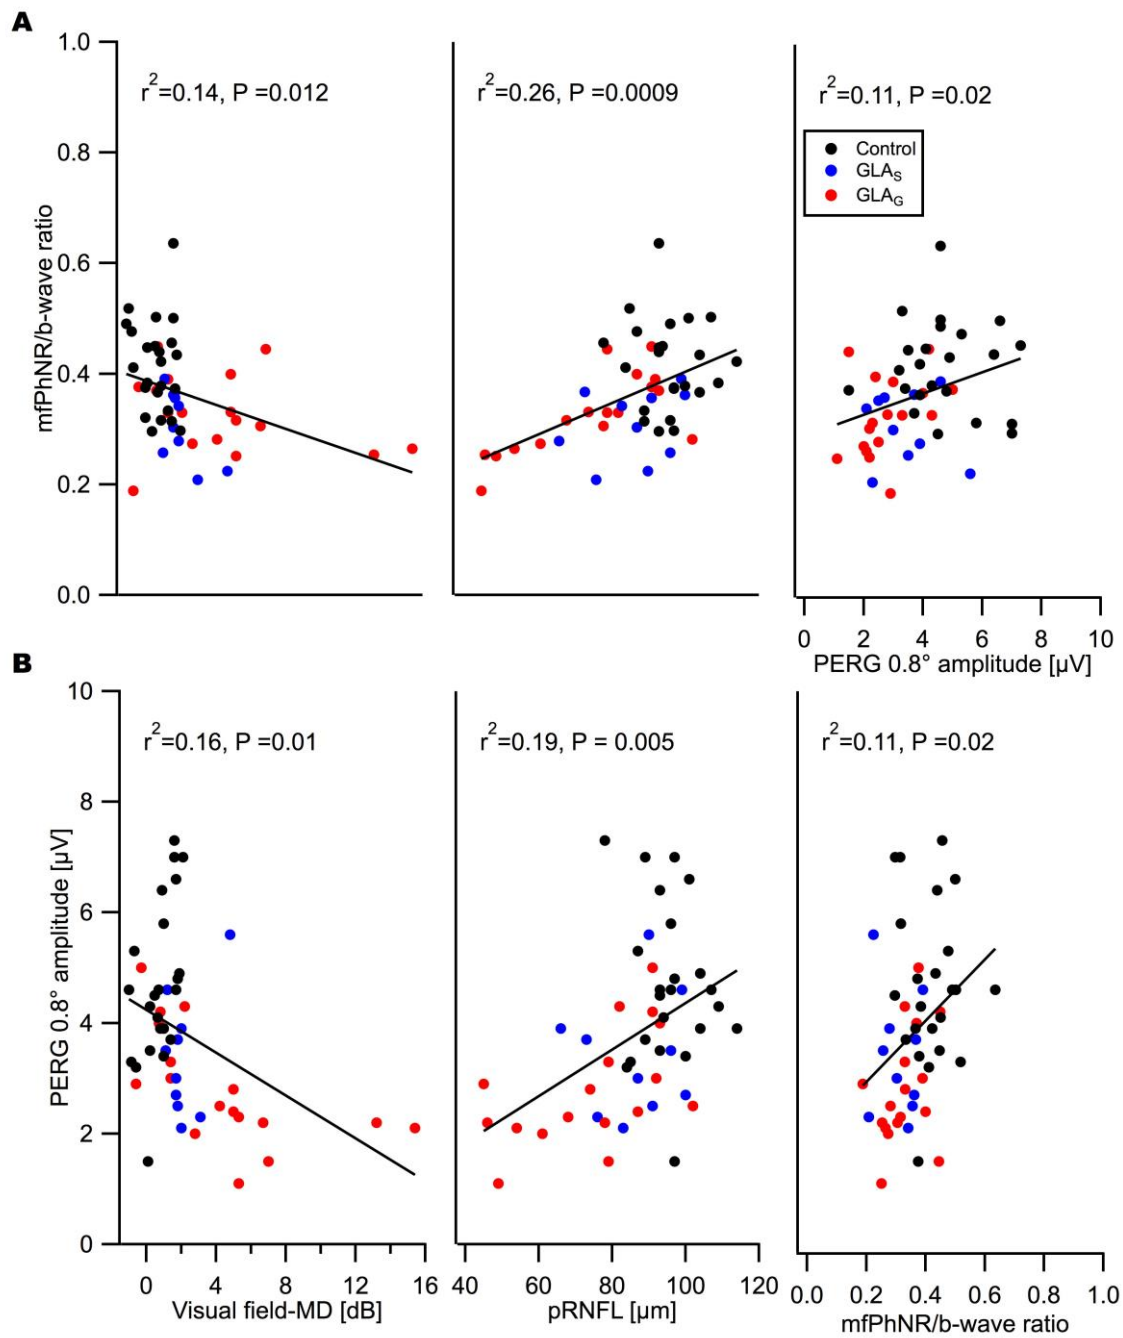 A
1.0
0.8
0.6
0.4
0.2
0.0
mfPhNR/b-wave ratio
r²=0.14, P =0.012
r²=0.26, P =0.0009
r²=0.11, P =0.02
Control
GLAS
GLAG
0 2 4 6 8 10
PERG 0.8° amplitude [µV]
B
10
8
6
4
2
0
PERG 0.8° amplitude [µV]
r²=0.16, P =0.01
r²=0.19, P = 0.005
r²=0.11, P =0.02
0 4 8 12 16
Visual field-MD [dB]
40 60 80 100 120
pRNFL [µm]
0.0 0.2 0.4 0.6 0.8 1.0
mfPhNR/b-wave ratio